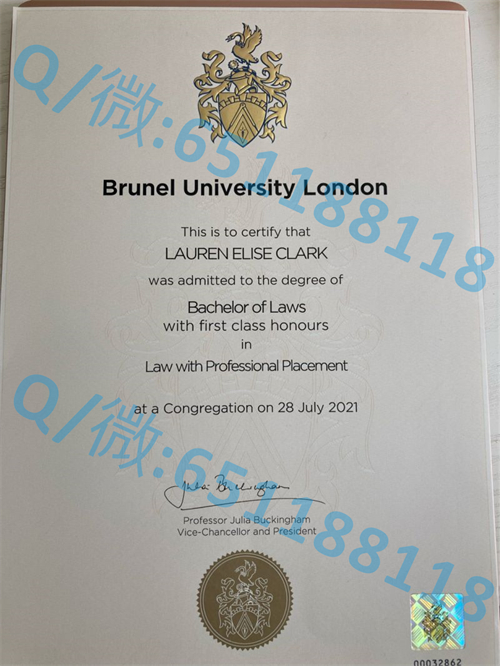 Q/微:651188118
Brunel University London
This is to certify that
LAUREN ELISE CLARK
was admitted to the degree of
Bachelor of Laws
with first class honours
in
Law with Professional Placement
at a Congregation on 28 July 2021
Q/微:651188118
Julia Buckingham
Professor Julia Buckingham
Vice-Chancellor and President
00032862